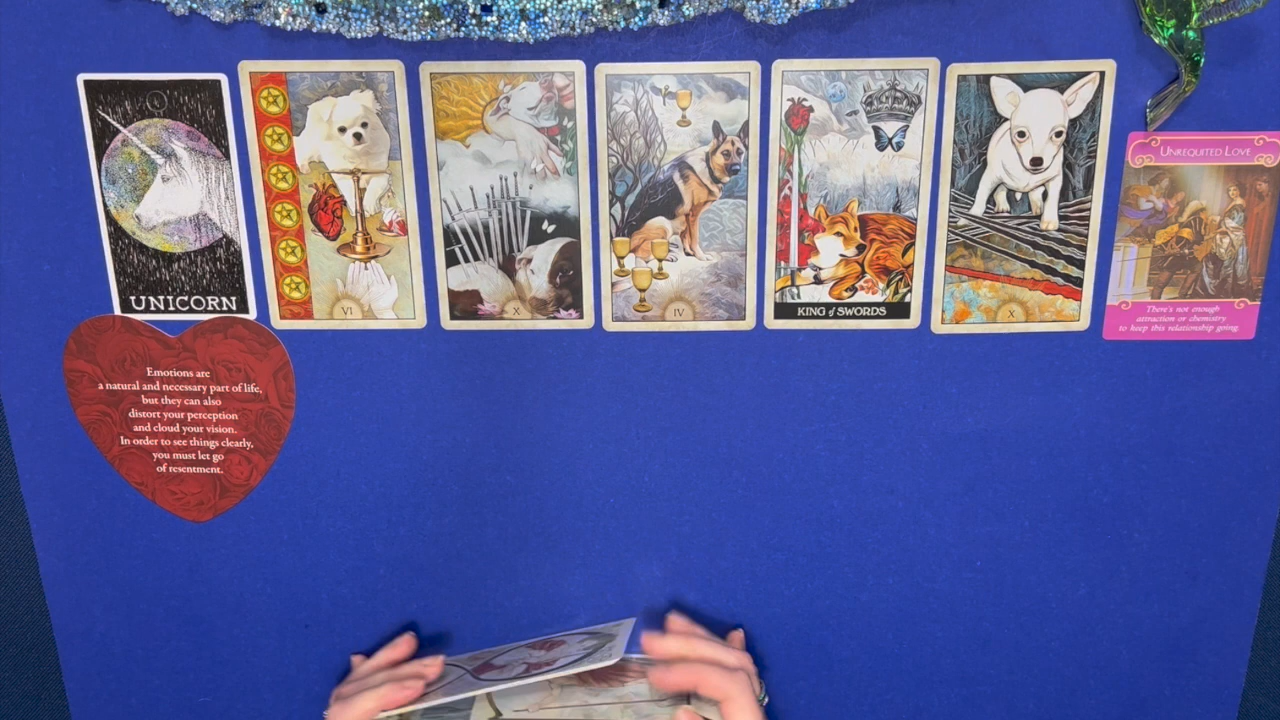 UNICORN
VI
X
IV
KING of SWORDS
X
UNREQUITED LOVE
There's not enough
attraction or chemistry
to keep this relationship going.
Emotions are
a natural and necessary part of life,
but they can also
distort your perception
and cloud your vision.
In order to see things clearly,
you must let go
of resentment.